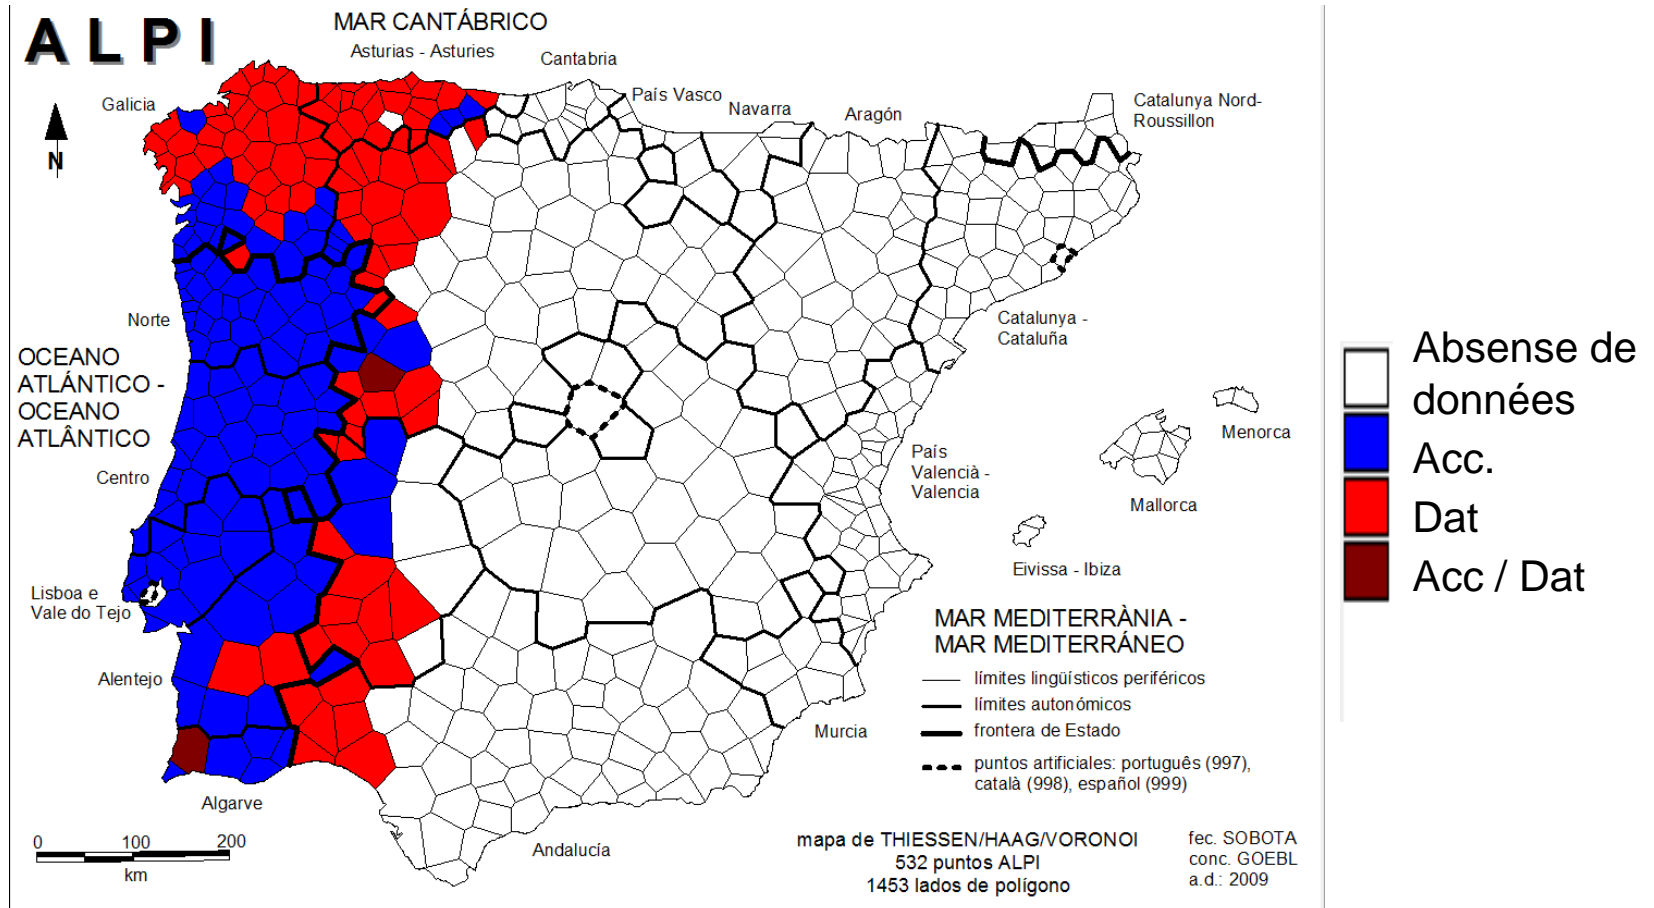 A L P I
MAR CANTÁBRICO
Asturias - Asturies
Cantabria
País Vasco
Navarra
Aragón
Catalunya Nord-
Roussillon
Galicia
N
Norte
OCEANO
ATLÁNTICO -
OCEANO
ATLÂNTICO
Centro
Lisboa e
Vale do Tejo
Alentejo
Algarve
Catalunya -
Cataluña
País
Valencià -
Valencia
Menorca
Mallorca
Eivissa - Ibiza
Murcia
Andalucía
MAR MEDITERRÀNIA -
MAR MEDITERRÁNEO
límites lingüísticos periféricos
límites autonómicos
frontera de Estado
puntos artificiales: português (997),
català (998), español (999)
0 100 200
km
mapa de THIESSEN/HAAG/VORONOI
532 puntos ALPI
1453 lados de polígono
fec. SOBOTA
conc. GOEBL
a.d.: 2009
Absense de
données
Acc.
Dat
Acc / Dat